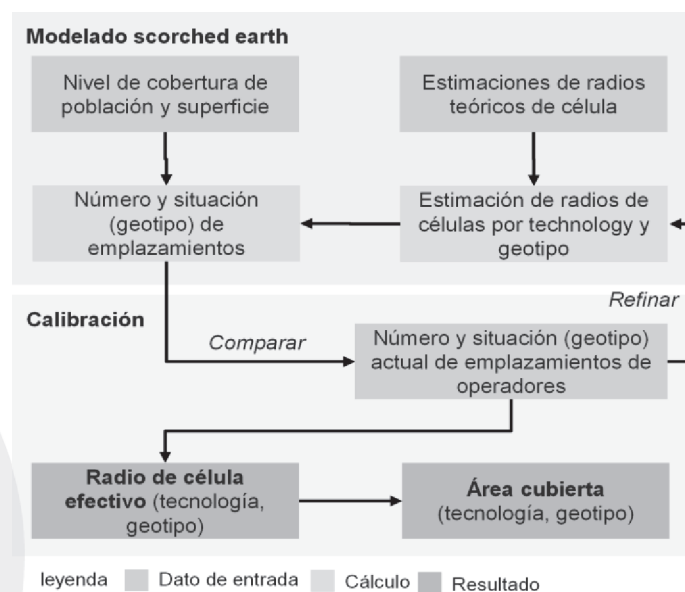 Modelado scorched earth
Nivel de cobertura de
población y superficie
Estimaciones de radios
teóricos de célula
Número y situación
(geotipo) de
emplazamientos
Estimación de radios de
células por technology y
geotipo
Refinar
Calibración
Comparar
Número y situación (geotipo)
actual de emplazamientos de
operadores
Radio de célula
efectivo (tecnología,
geotipo)
Área cubierta
(tecnología, geotipo)
leyenda Dato de entrada Cálculo Resultado